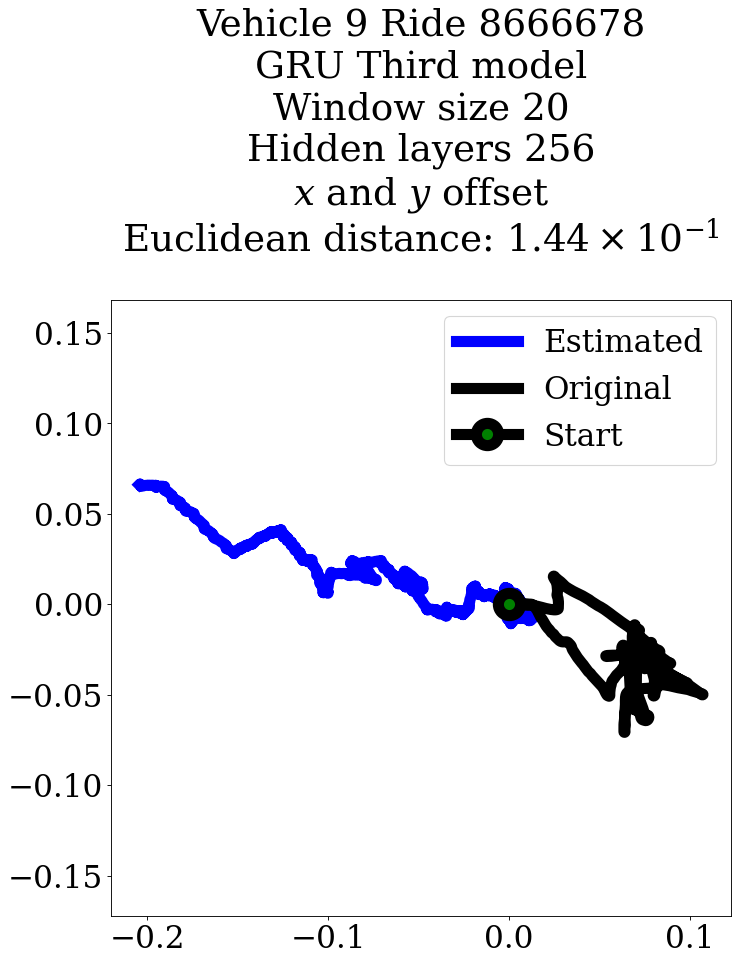 Vehicle 9 Ride 8666678
GRU Third model
Window size 20
Hidden layers 256
x and y offset
Euclidean distance: 1.44 × 10⁻¹
Estimated
Original
Start
0.15
0.10
0.05
0.00
−0.05
−0.10
−0.15
−0.2
−0.1
0.0
0.1